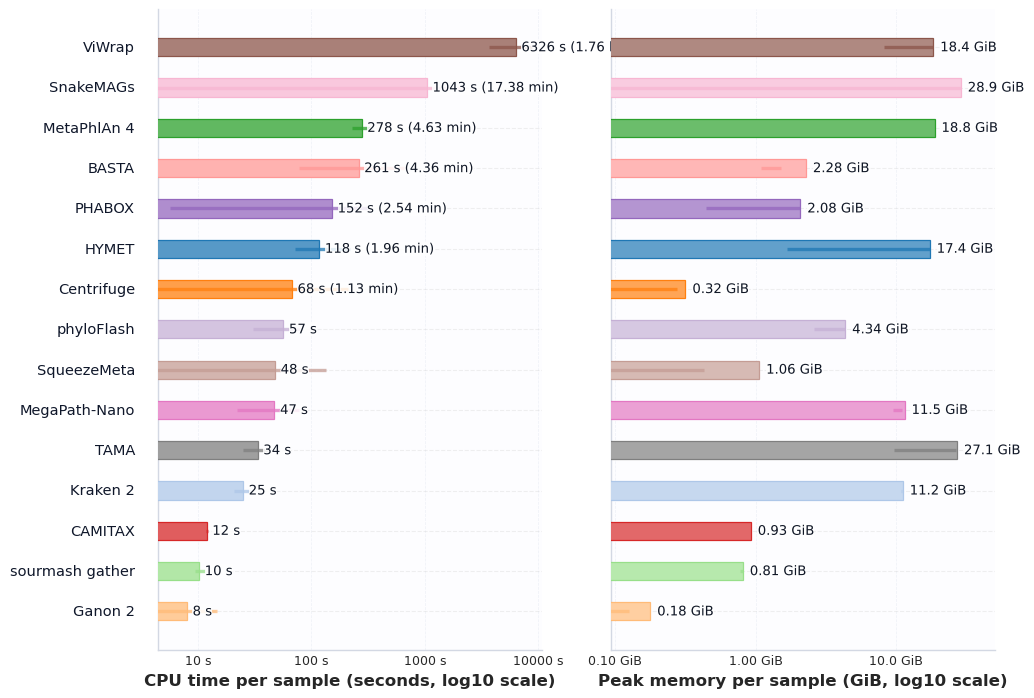 ViWrap 6326 s (1.76 18.4 GiB
SnakeMAGs 1043 s (17.38 min) 28.9 GiB
MetaPhlAn 4 278 s (4.63 min) 18.8 GiB
BASTA 261 s (4.36 min) 2.28 GiB
PHABOX 152 s (2.54 min) 2.08 GiB
HYMET 118 s (1.96 min) 17.4 GiB
Centrifuge 68 s (1.13 min) 0.32 GiB
phyloFlash 57 s 4.34 GiB
SqueezeMeta 48 s 1.06 GiB
MegaPath-Nano 47 s 11.5 GiB
TAMA 34 s 27.1 GiB
Kraken 2 25 s 11.2 GiB
CAMITAX 12 s 0.93 GiB
sourmash gather 10 s 0.81 GiB
Ganon 2 8 s 0.18 GiB
10 s 100 s 1000 s 10000 s 0.10 GiB 1.00 GiB 10.0 GiB
CPU time per sample (seconds, log10 scale) Peak memory per sample (GiB, log10 scale)